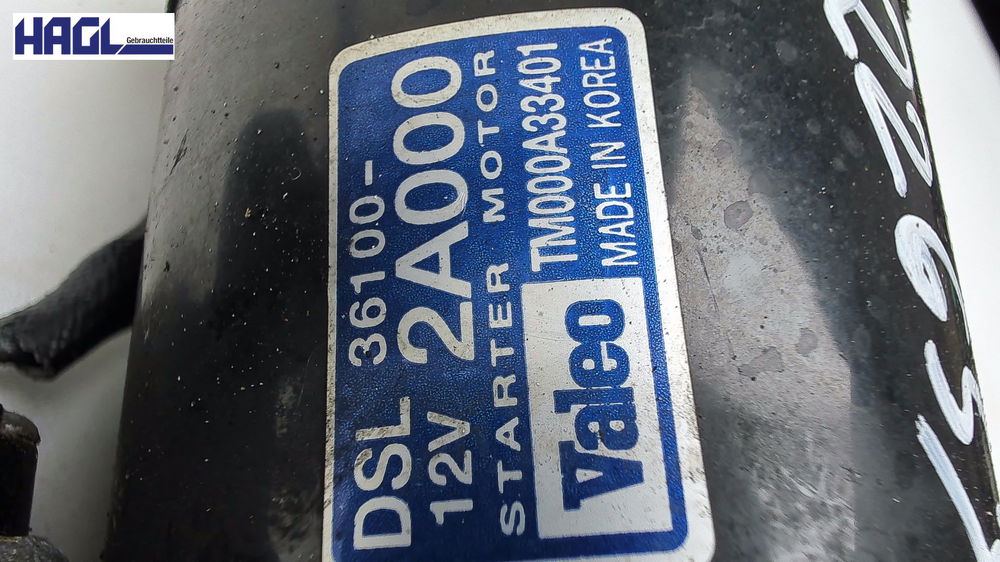 HAGL Gebrauchtteile
DSL 36100-
12V 2A000
STARTER MOTOR
Valeo TM000A33401
MADE IN KOREA